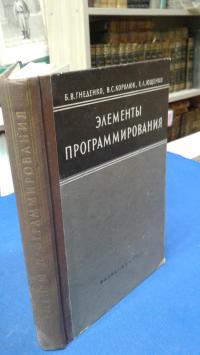 Б.В.ГНЕДЕНКО, В.С.КОРОЛЮК, Е.Л.ЮЩЕНКО
ЭЛЕМЕНТЫ
ПРОГРАММИРОВАНИЯ